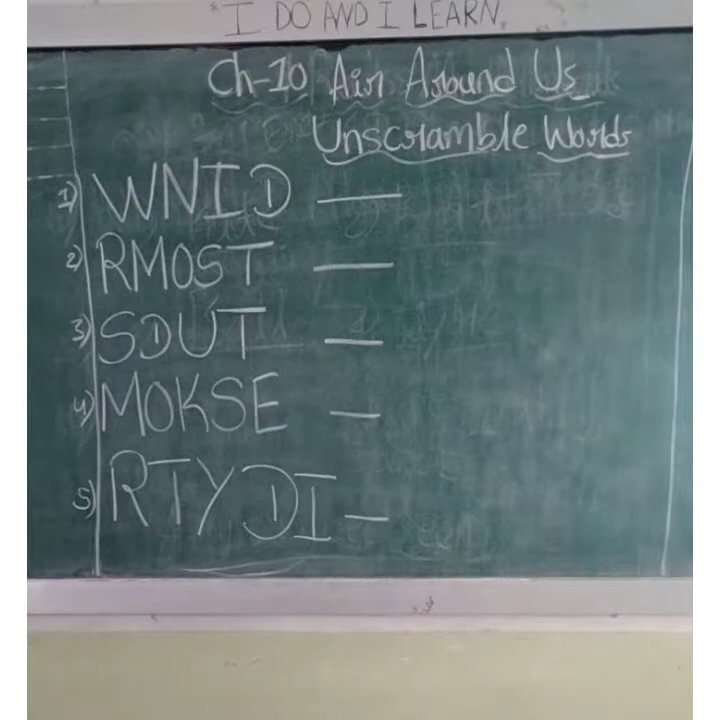 I DO AND I LEARN
Ch-10 Air Around Us
Unscramble Words
1) WNID —
2) RMOST —
3) SDUT —
4) MOKSE —
5) RTYDI —